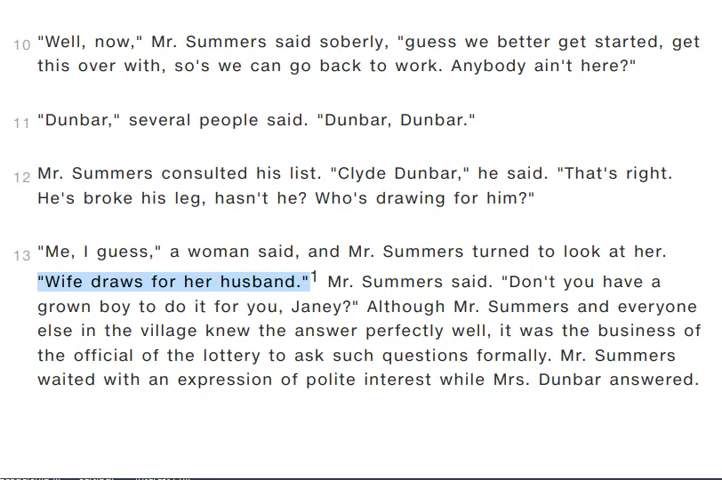 10 "Well, now," Mr. Summers said soberly, "guess we better get started, get
this over with, so's we can go back to work. Anybody ain't here?"
11 "Dunbar," several people said. "Dunbar, Dunbar."
12 Mr. Summers consulted his list. "Clyde Dunbar," he said. "That's right.
He's broke his leg, hasn't he? Who's drawing for him?"
13 "Me, I guess," a woman said, and Mr. Summers turned to look at her.
"Wife draws for her husband."1 Mr. Summers said. "Don't you have a
grown boy to do it for you, Janey?" Although Mr. Summers and everyone
else in the village knew the answer perfectly well, it was the business of
the official of the lottery to ask such questions formally. Mr. Summers
waited with an expression of polite interest while Mrs. Dunbar answered.